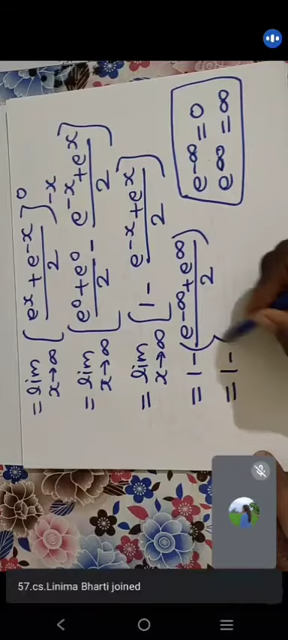 = lim x→∞ [ (e^x + e^-x)/2 ]^0_-x
= lim x→∞ [ (e^0 + e^0)/2 - (e^-x + e^x)/2 ]
= lim x→∞ [ 1 - (e^-x + e^x)/2 ]
= 1 - (e^-∞ + e^∞)/2
= 1 -
e^-∞ = 0
e^∞ = ∞
57.cs.Linima Bharti joined